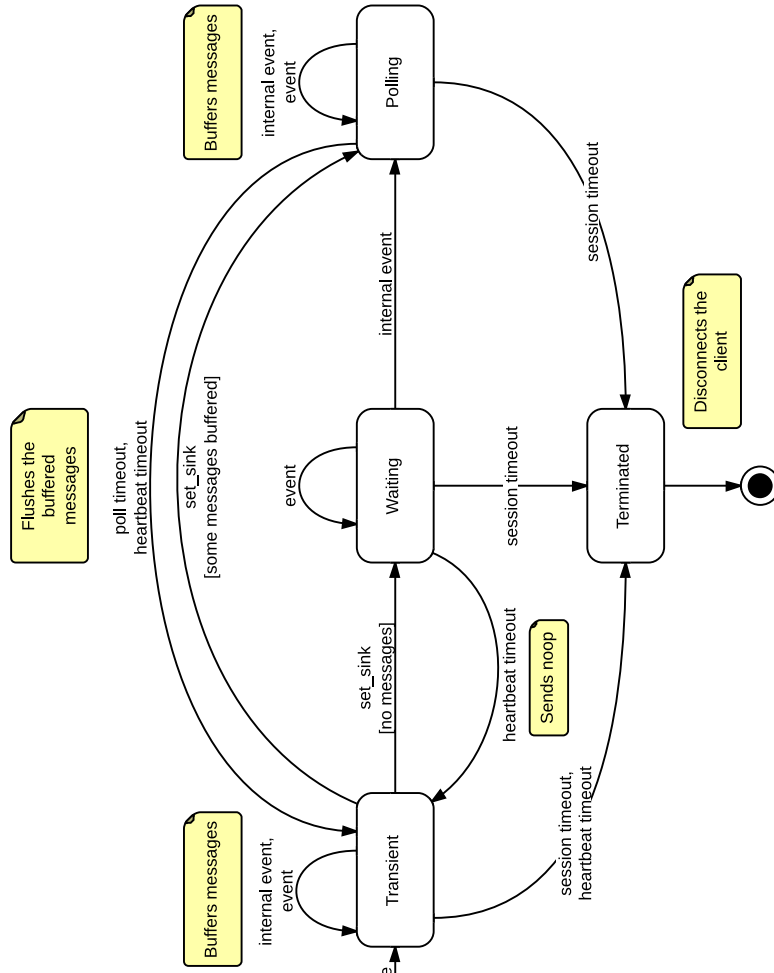 Buffers messages
internal event,
event
Polling
session timeout
internal event
Flushes the
buffered
messages
poll timeout,
heartbeat timeout
set_sink
[some messages buffered]
event
Waiting
session timeout
Terminated
Disconnects the
client
set_sink
[no messages]
heartbeat timeout
Sends noop
Buffers messages
internal event,
event
Transient
session timeout,
heartbeat timeout